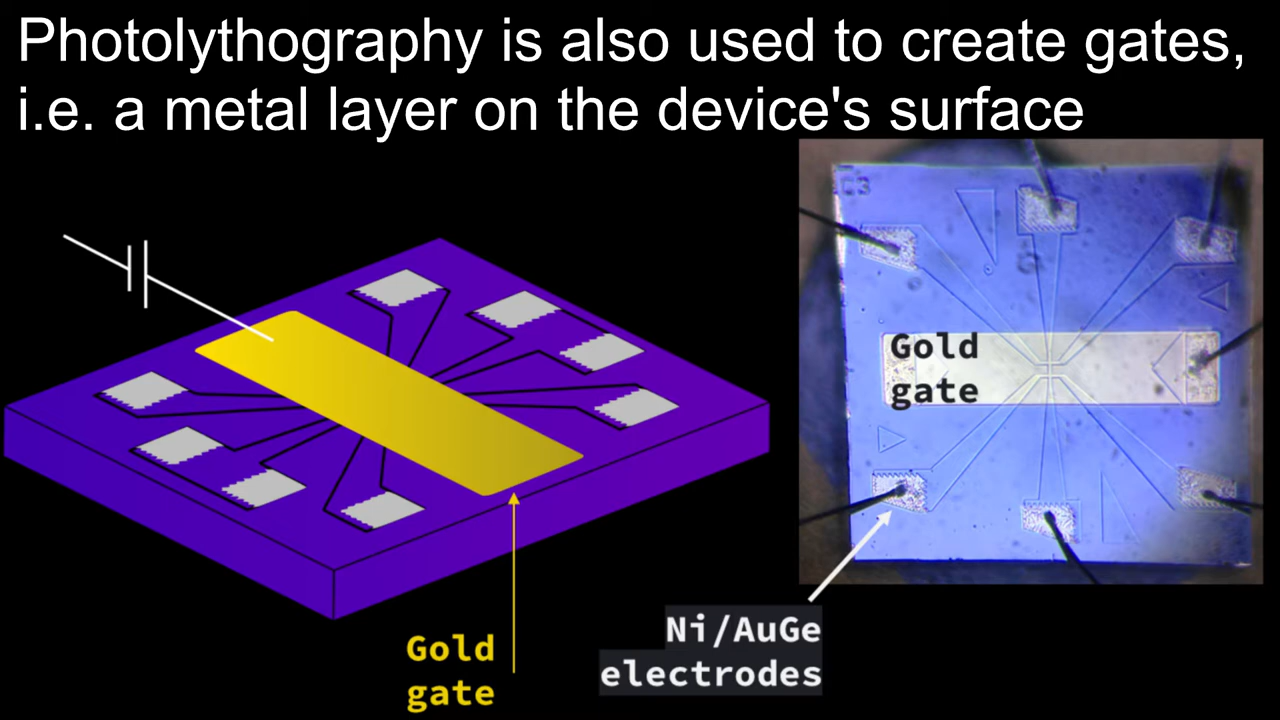 Photolythography is also used to create gates,
i.e. a metal layer on the device's surface
Gold
gate
Gold
gate
Ni/AuGe
electrodes